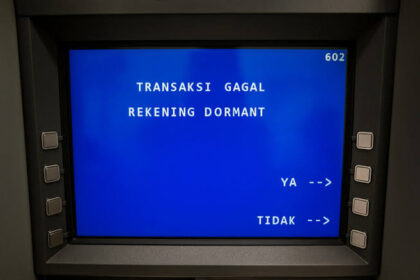 602
TRANSAKSI GAGAL
REKENING DORMANT
YA -->
TIDAK -->